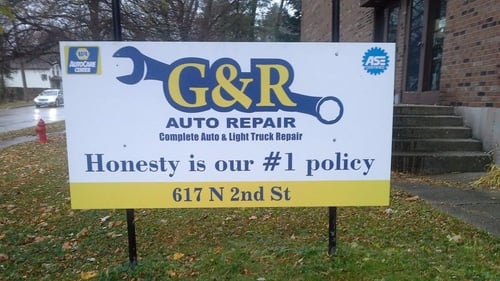 NAPA
AUTOCARE
CENTER
ASE
G&R
AUTO REPAIR
Complete Auto & Light Truck Repair
Honesty is our #1 policy
617 N 2nd St